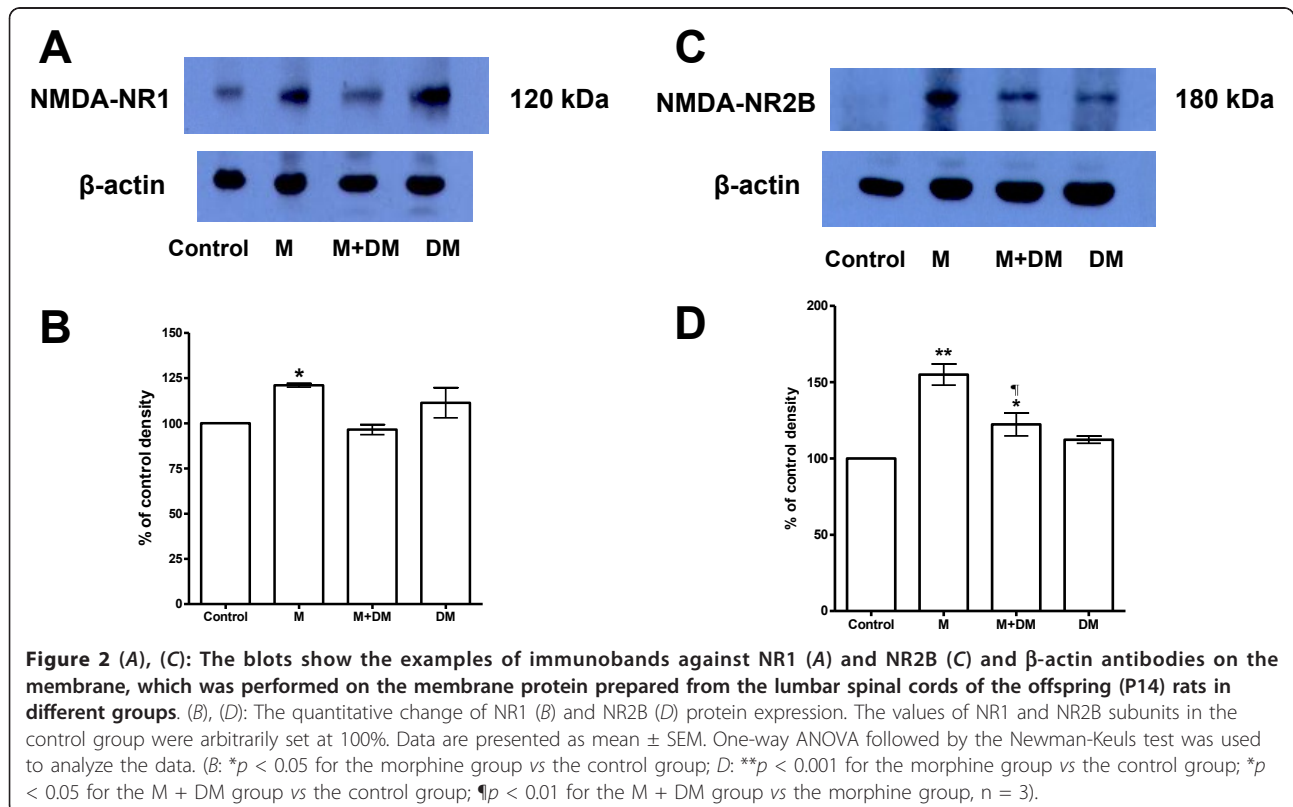 A
NMDA-NR1
120 kDa
β-actin
Control M M+DM DM
C
NMDA-NR2B
180 kDa
β-actin
Control M M+DM DM
B
150
125
100
75
50
25
0
% of control density
*
Control M M+DM DM
D
200
150
100
50
0
% of control density
**
¶
*
Control M M+DM DM
Figure 2 (A), (C): The blots show the examples of immunobands against NR1 (A) and NR2B (C) and β-actin antibodies on the
membrane, which was performed on the membrane protein prepared from the lumbar spinal cords of the offspring (P14) rats in
different groups. (B), (D): The quantitative change of NR1 (B) and NR2B (D) protein expression. The values of NR1 and NR2B subunits in the
control group were arbitrarily set at 100%. Data are presented as mean ± SEM. One-way ANOVA followed by the Newman-Keuls test was used
to analyze the data. (B: *p < 0.05 for the morphine group vs the control group; D: **p < 0.001 for the morphine group vs the control group; *p
< 0.05 for the M + DM group vs the control group; ¶p < 0.01 for the M + DM group vs the morphine group, n = 3).